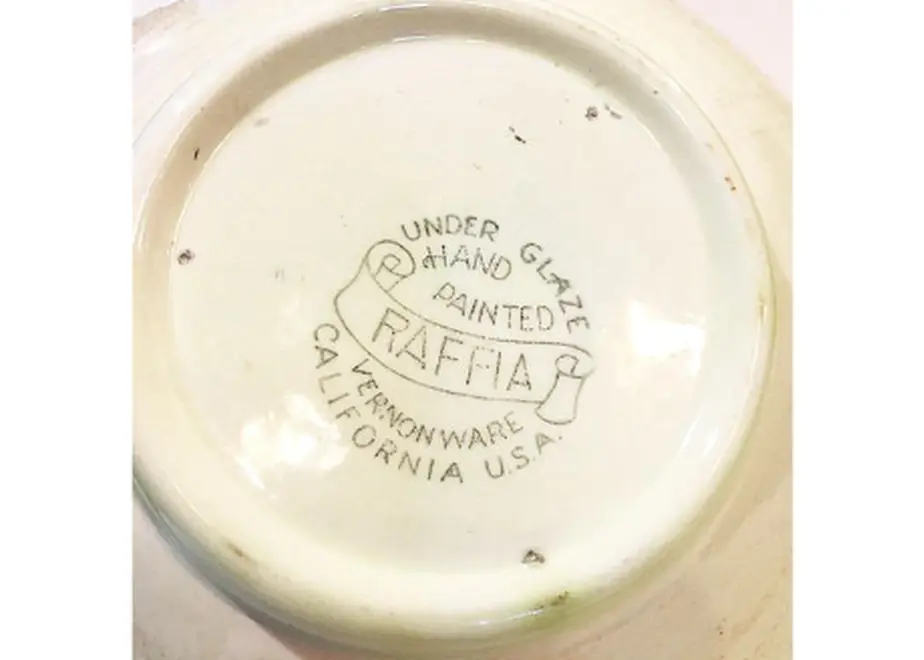 UNDER GLAZE
HAND
PAINTED
RAFFIA
VERNONWARE
CALIFORNIA U.S.A.